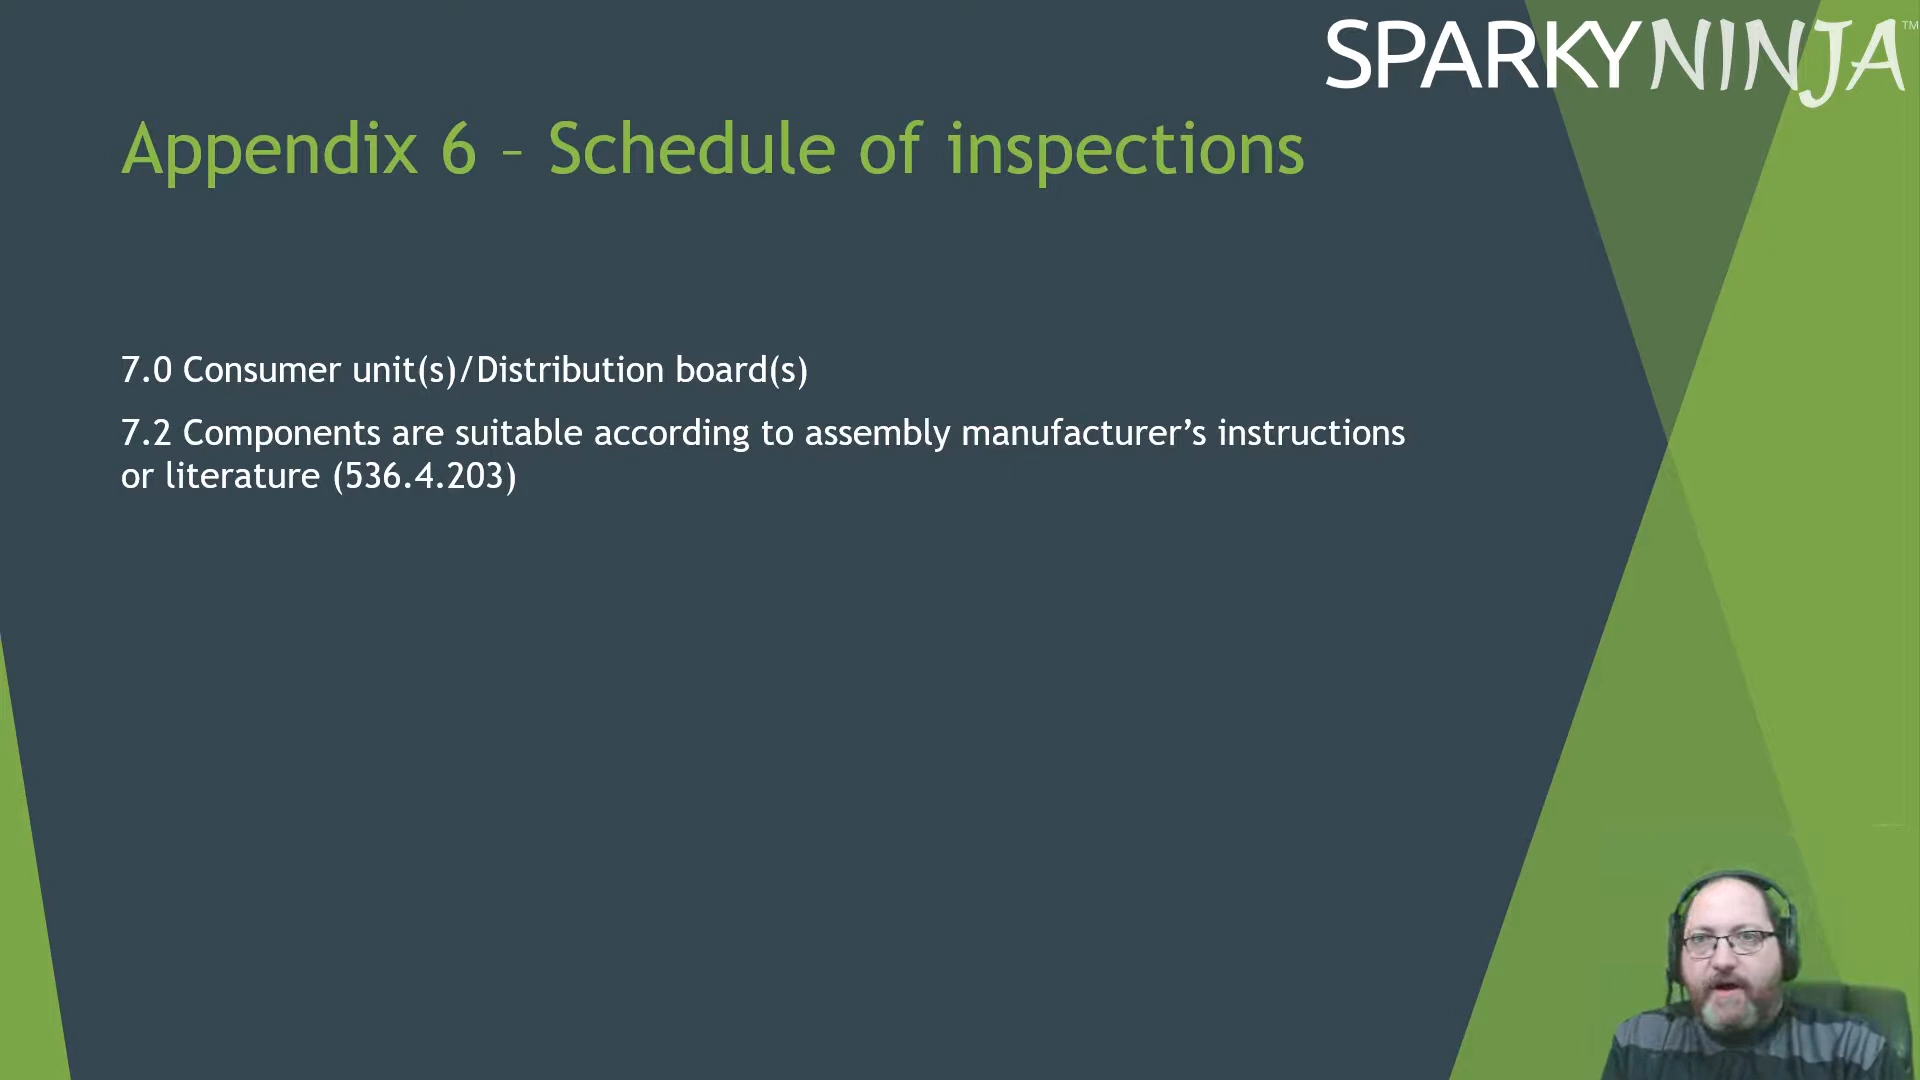 SPARKYNINJA™
Appendix 6 – Schedule of inspections
7.0 Consumer unit(s)/Distribution board(s)
7.2 Components are suitable according to assembly manufacturer’s instructions
or literature (536.4.203)